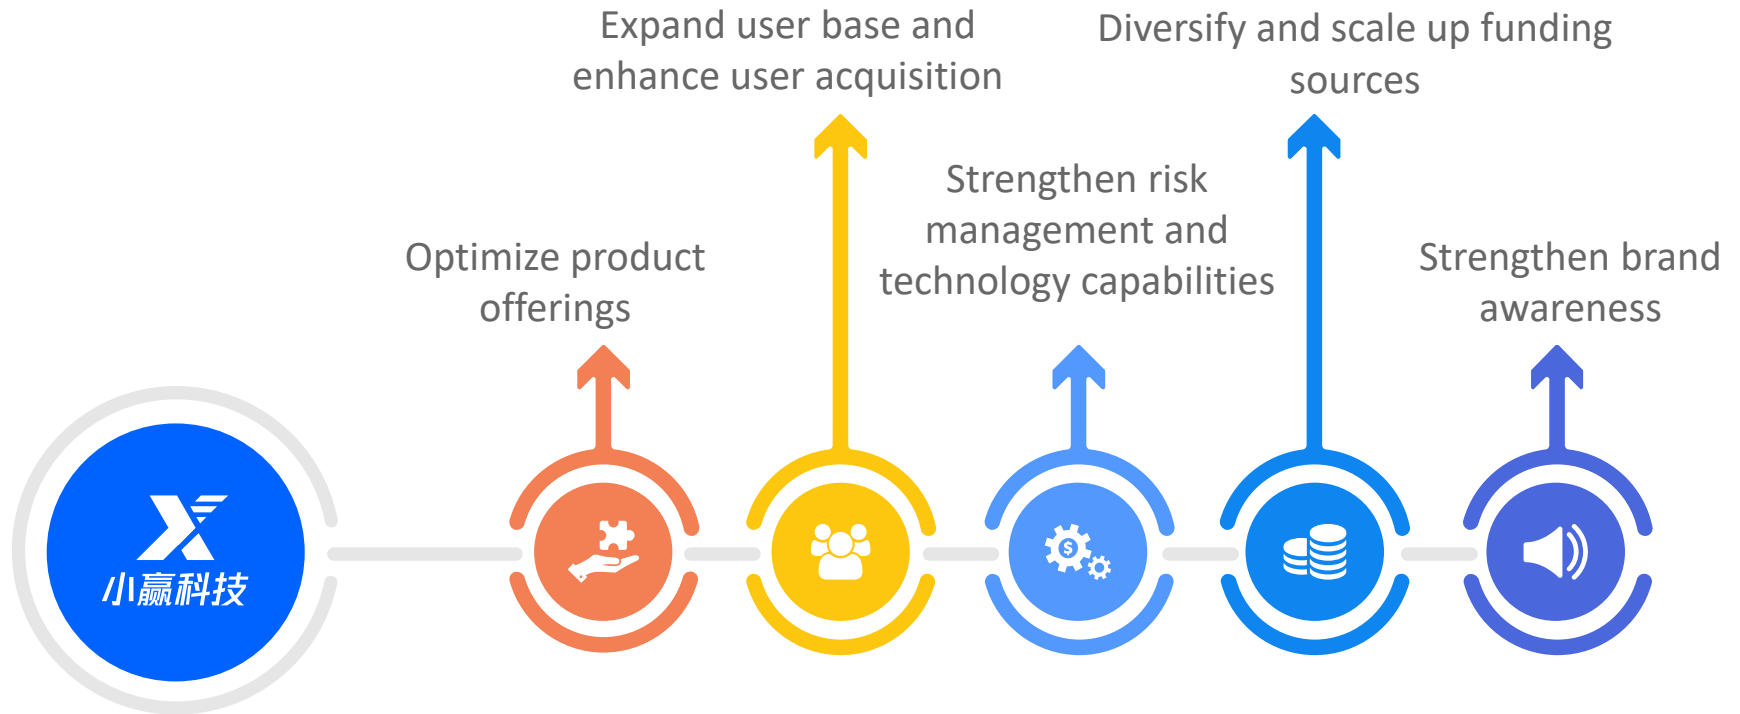 Expand user base and
enhance user acquisition
Diversify and scale up funding
sources
Strengthen risk
management and
technology capabilities
Optimize product
offerings
Strengthen brand
awareness
X
小赢科技
$